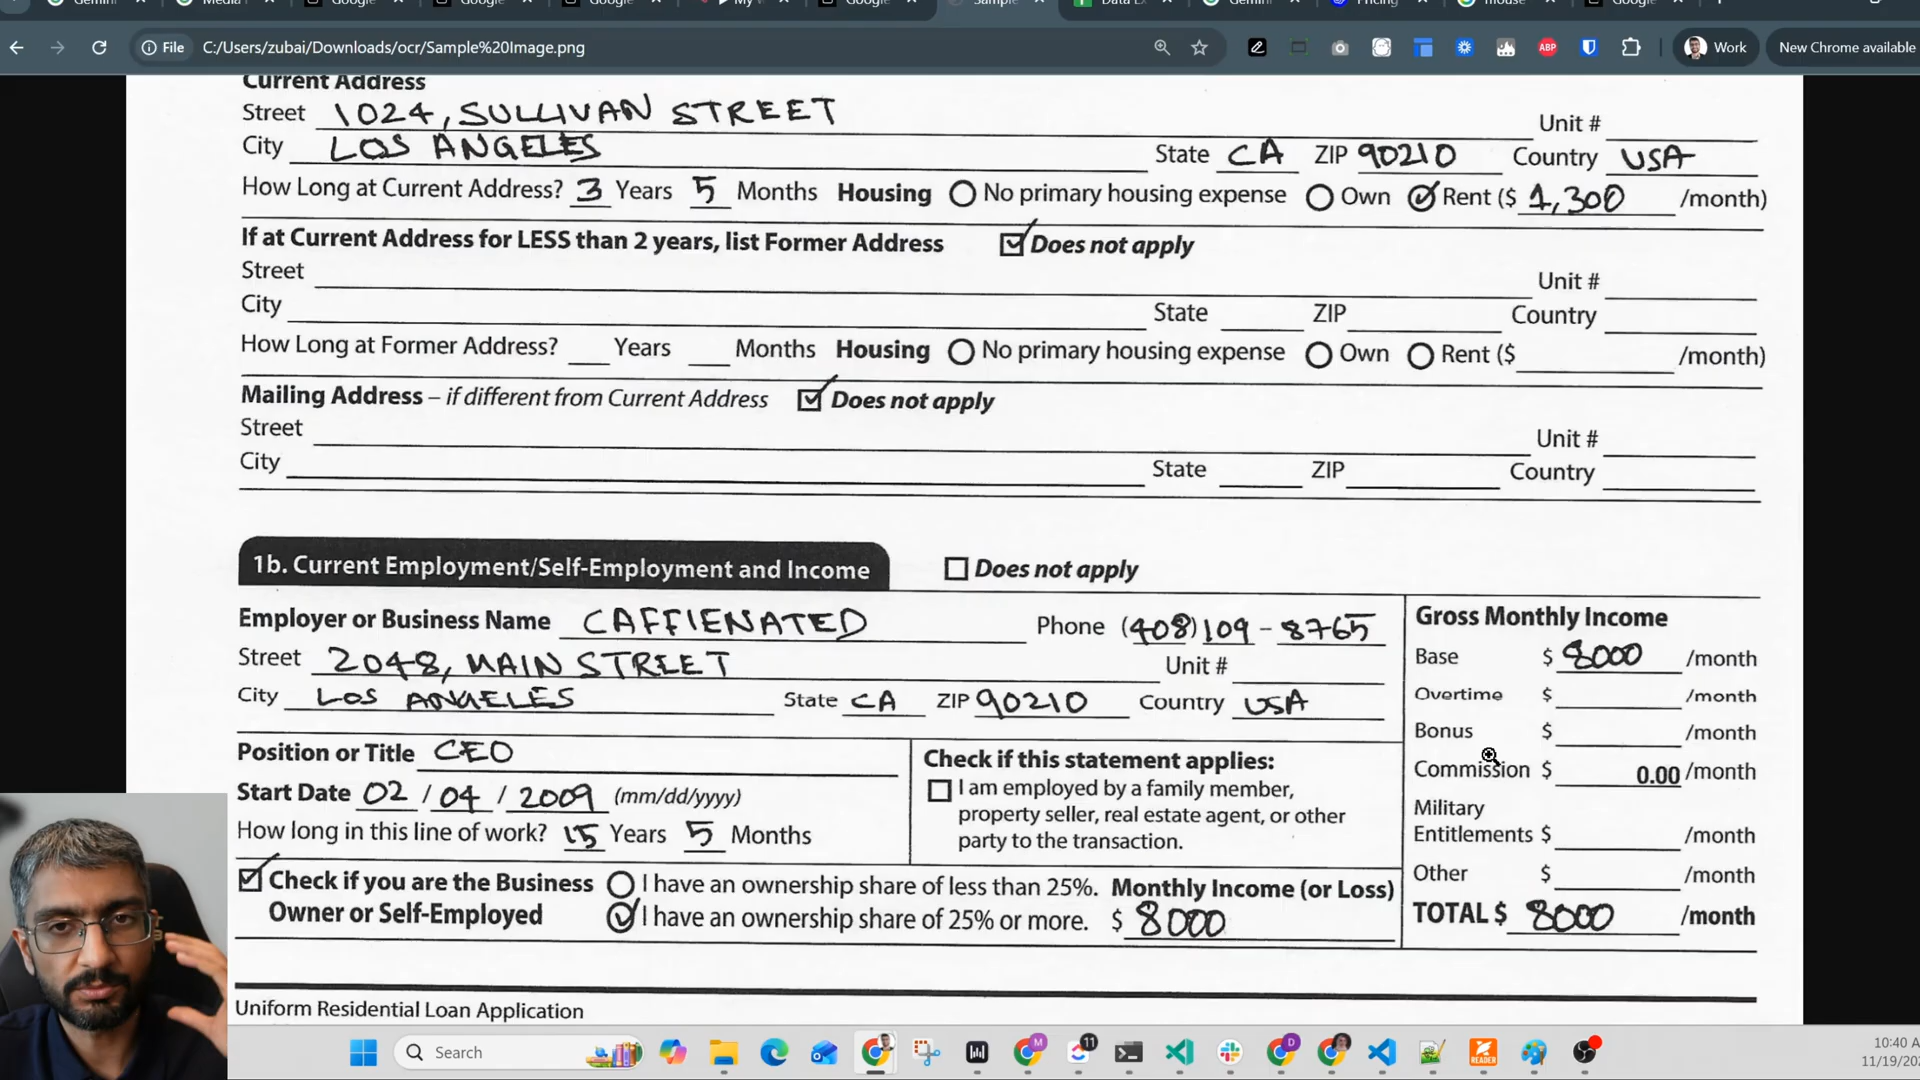 File C:/Users/zubai/Downloads/ocr/Sample%20Image.png Work New Chrome available
Current Address
Street 1024, SULLIVAN STREET Unit #
City LOS ANGELES State CA ZIP 90210 Country USA
How Long at Current Address? 3 Years 5 Months Housing No primary housing expense Own Rent ($ 1,300 /month)
If at Current Address for LESS than 2 years, list Former Address Does not apply
Street Unit #
City State ZIP Country
How Long at Former Address? Years Months Housing No primary housing expense Own Rent ($ /month)
Mailing Address – if different from Current Address Does not apply
Street Unit #
City State ZIP Country
1b. Current Employment/Self-Employment and Income Does not apply
Employer or Business Name CAFFIENATED Phone (408) 109 – 8765
Street 2048, MAIN STREET Unit #
City LOS ANGELES State CA ZIP 90210 Country USA
Position or Title CEO
Start Date 02 / 04 / 2009 (mm/dd/yyyy)
How long in this line of work? 15 Years 5 Months
Check if this statement applies:
I am employed by a family member,
property seller, real estate agent, or other
party to the transaction.
Check if you are the Business
Owner or Self-Employed
I have an ownership share of less than 25%.
I have an ownership share of 25% or more.
Monthly Income (or Loss)
$ 8000
Gross Monthly Income
Base $ 8000 /month
Overtime $ /month
Bonus $ /month
Commission $ 0.00 /month
Military
Entitlements $ /month
Other $ /month
TOTAL $ 8000 /month
Uniform Residential Loan Application
Search
11
READER
10:40 A
11/19/20